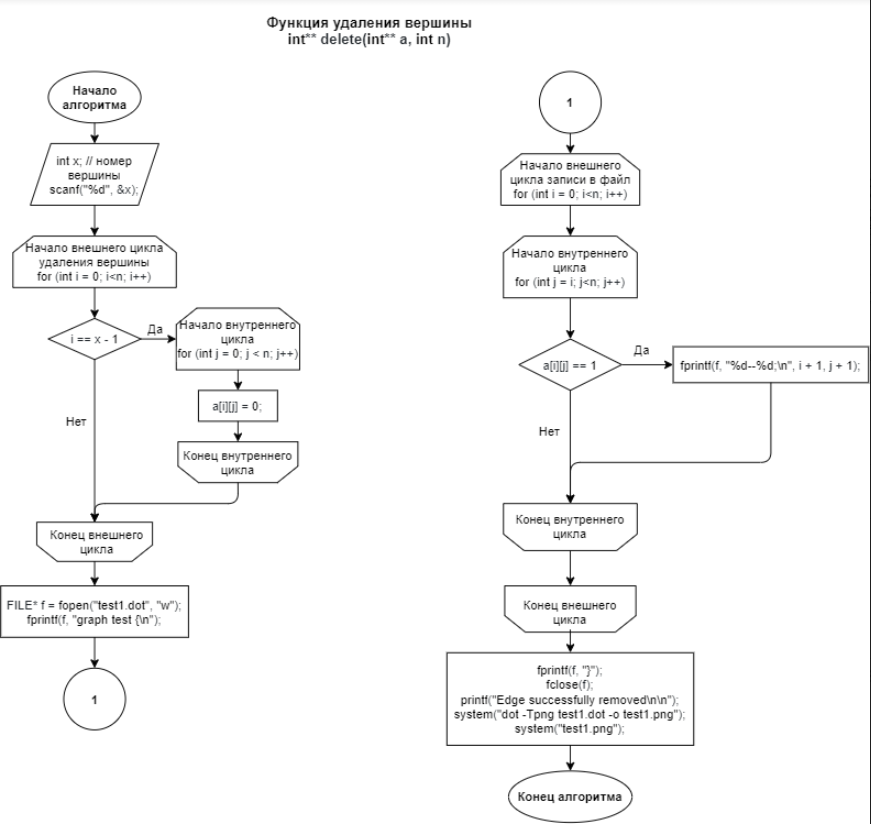 Функция удаления вершины
int** delete(int** a, int n)
Начало
алгоритма
int x; // номер
вершины
scanf("%d", &x);
Начало внешнего цикла
удаления вершины
for (int i = 0; i<n; i++)
i == x - 1
Да
Начало внутреннего
цикла
for (int j = 0; j < n; j++)
a[i][j] = 0;
Нет
Конец внутреннего
цикла
Конец внешнего
цикла
FILE* f = fopen("test1.dot", "w");
fprintf(f, "graph test {\n");
1
1
Начало внешнего
цикла записи в файл
for (int i = 0; i<n; i++)
Начало внутреннего
цикла
for (int j = i; j<n; j++)
a[i][j] == 1
Да
fprintf(f, "%d--%d;\n", i + 1, j + 1);
Нет
Конец внутреннего
цикла
Конец внешнего
цикла
fprintf(f, "}");
fclose(f);
printf("Edge successfully removed\n\n");
system("dot -Tpng test1.dot -o test1.png");
system("test1.png");
Конец алгоритма